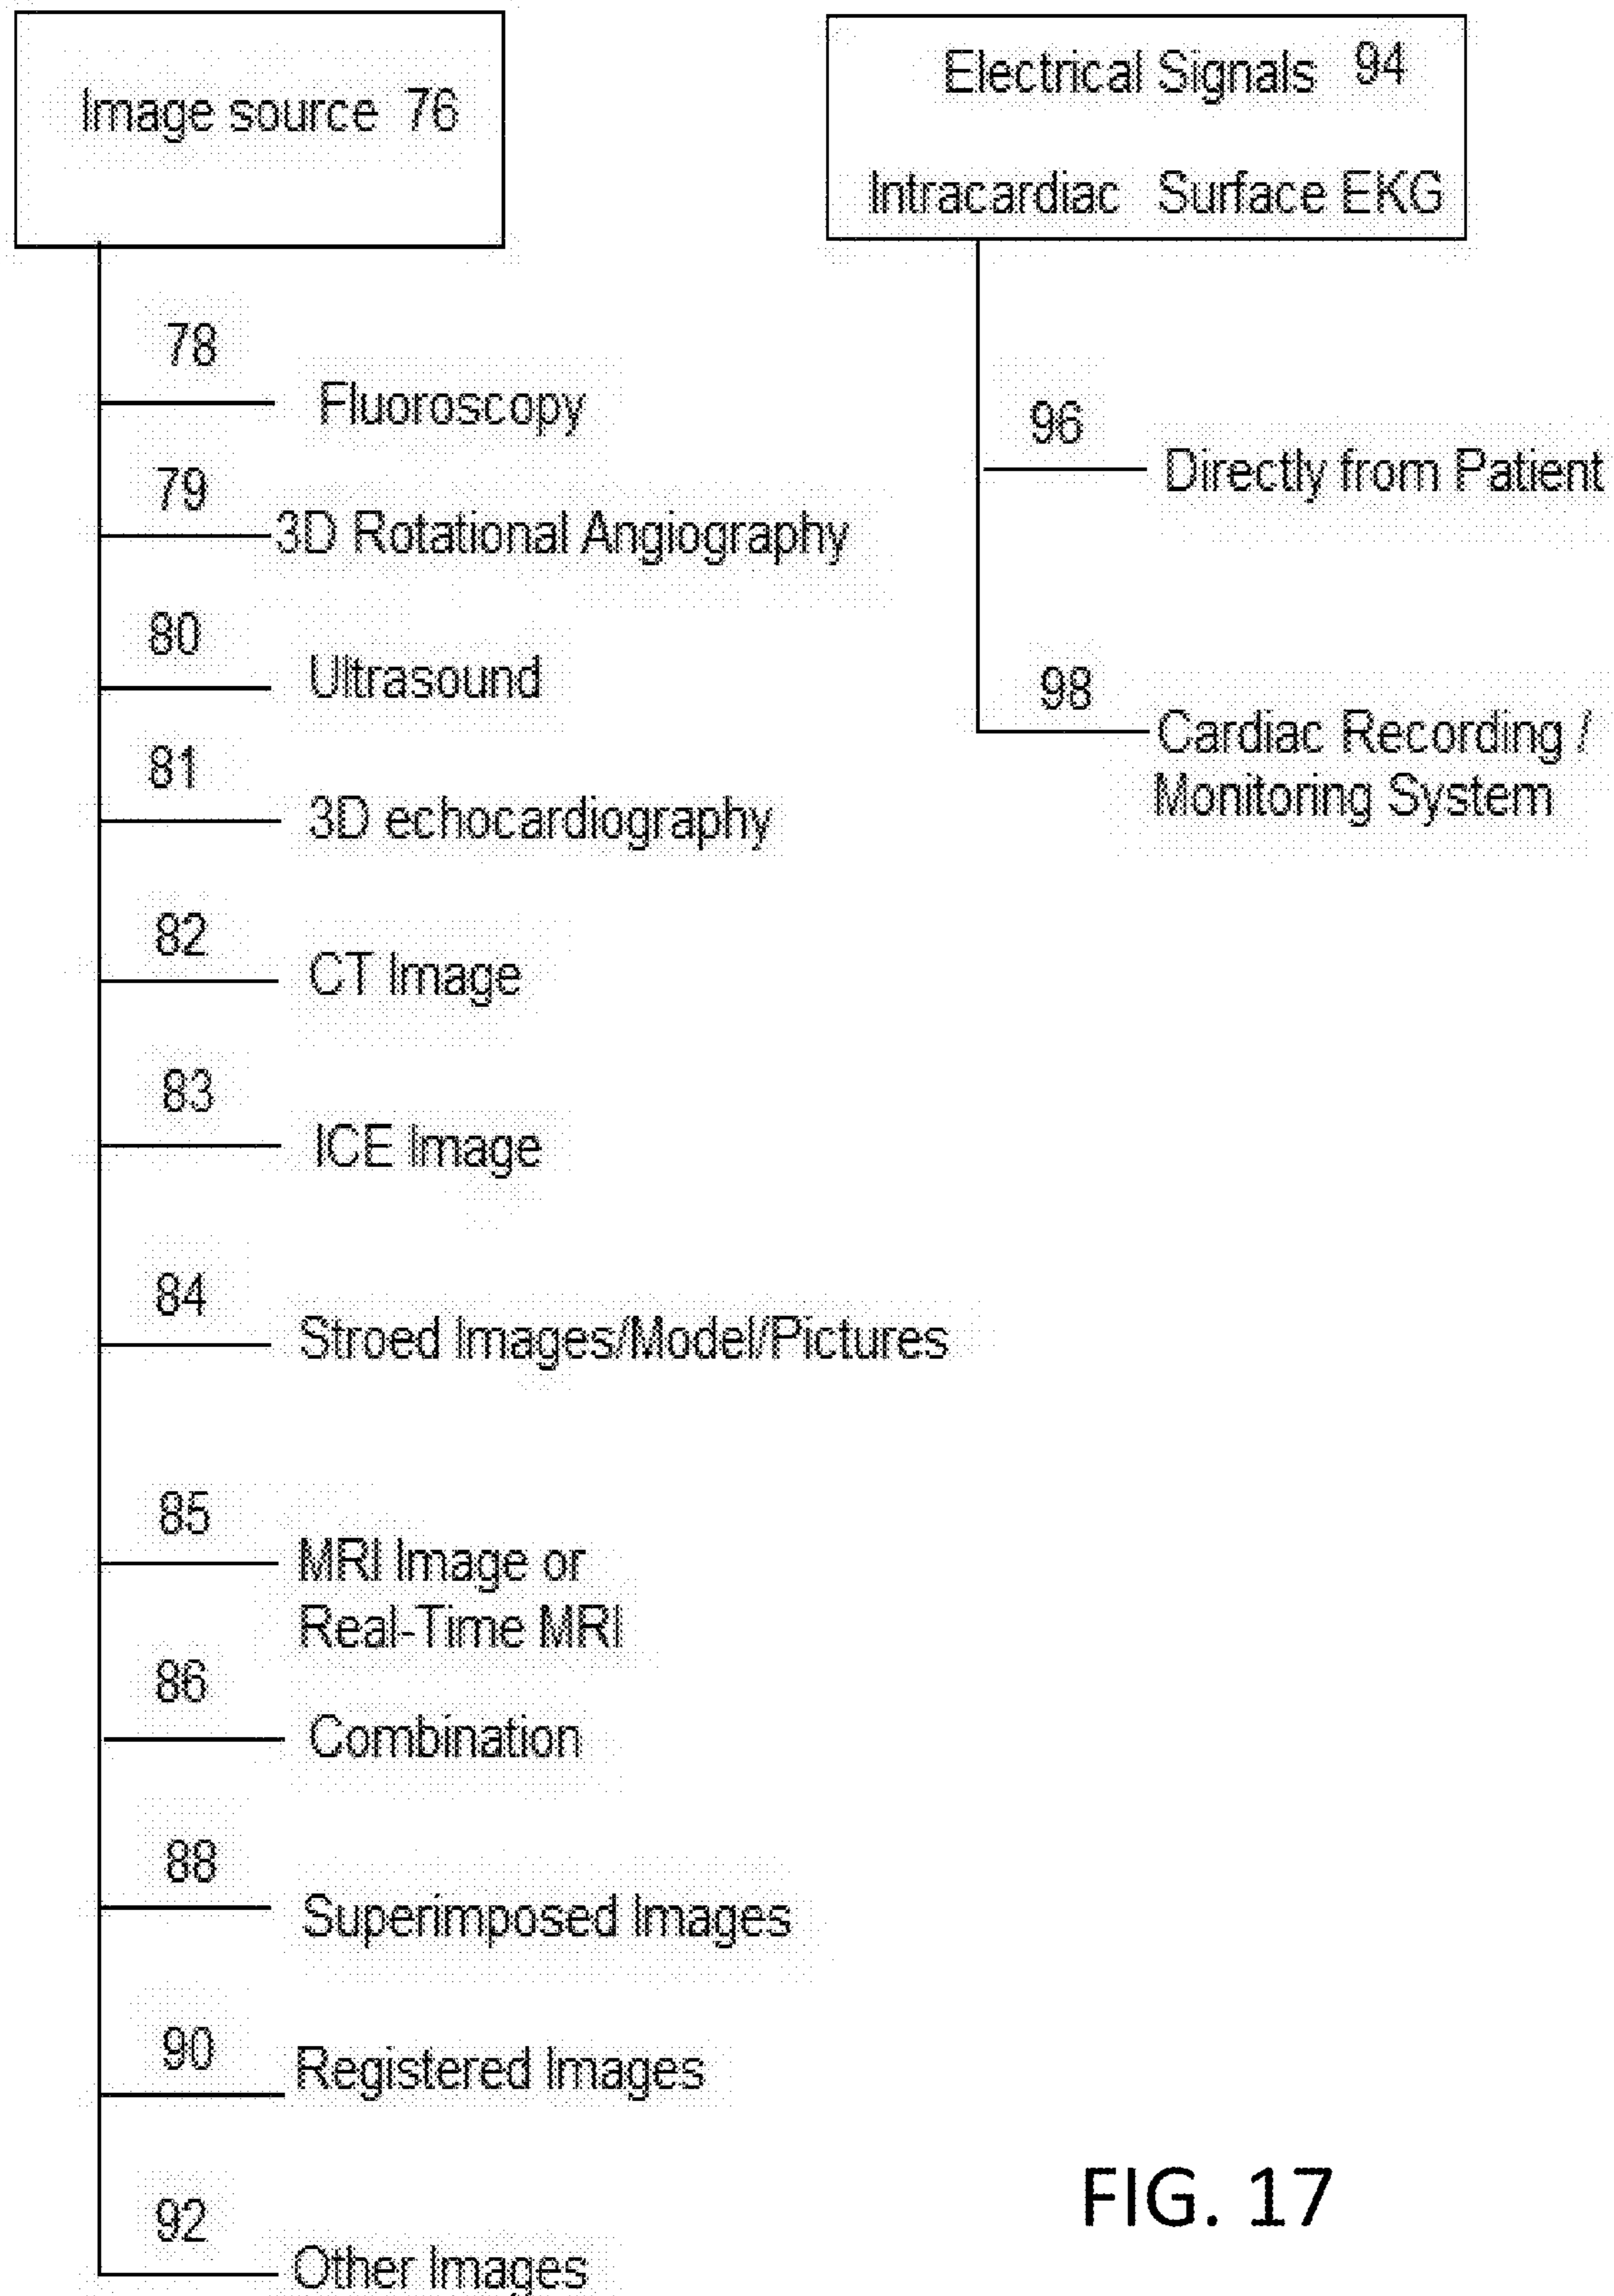 Image source 76
78
Fluoroscopy
79
3D Rotational Angiography
80
Ultrasound
81
3D echocardiography
82
CT Image
83
ICE Image
84
Stroed Images/Model/Pictures
85
MRI Image or
Real-Time MRI
86
Combination
88
Superimposed Images
90
Registered Images
92
Other Images
Electrical Signals 94
Intracardiac Surface EKG
96
Directly from Patient
98
Cardiac Recording /
Monitoring System
FIG. 17